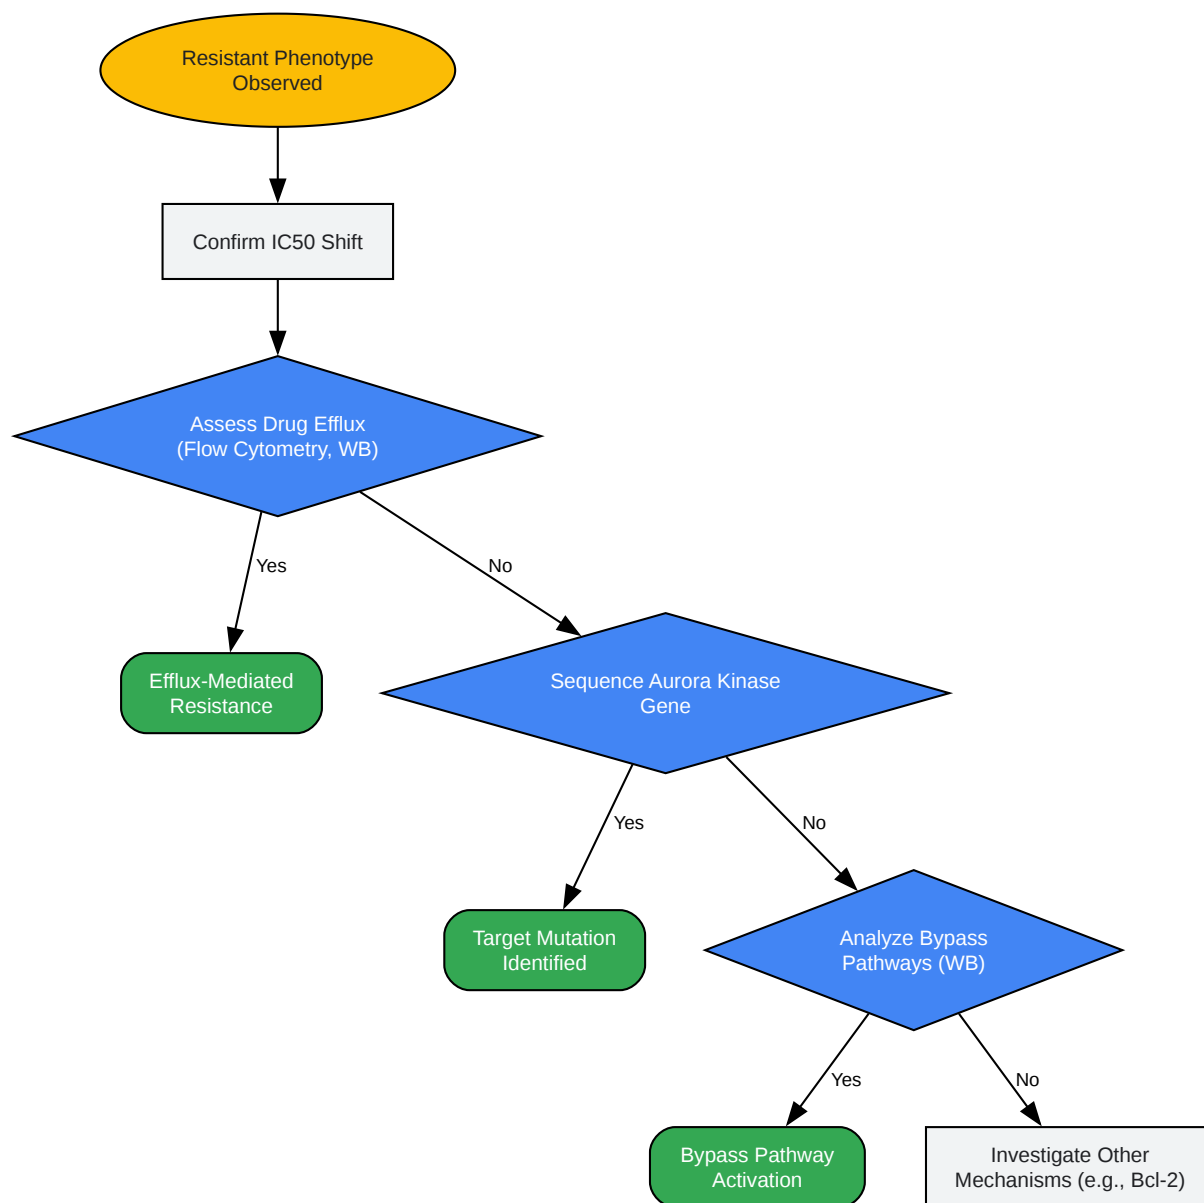 Resistant Phenotype
Observed
Confirm IC50 Shift
Assess Drug Efflux
(Flow Cytometry, WB)
Yes
No
Efflux-Mediated
Resistance
Sequence Aurora Kinase
Gene
Yes
No
Target Mutation
Identified
Analyze Bypass
Pathways (WB)
Yes
No
Bypass Pathway
Activation
Investigate Other
Mechanisms (e.g., Bcl-2)